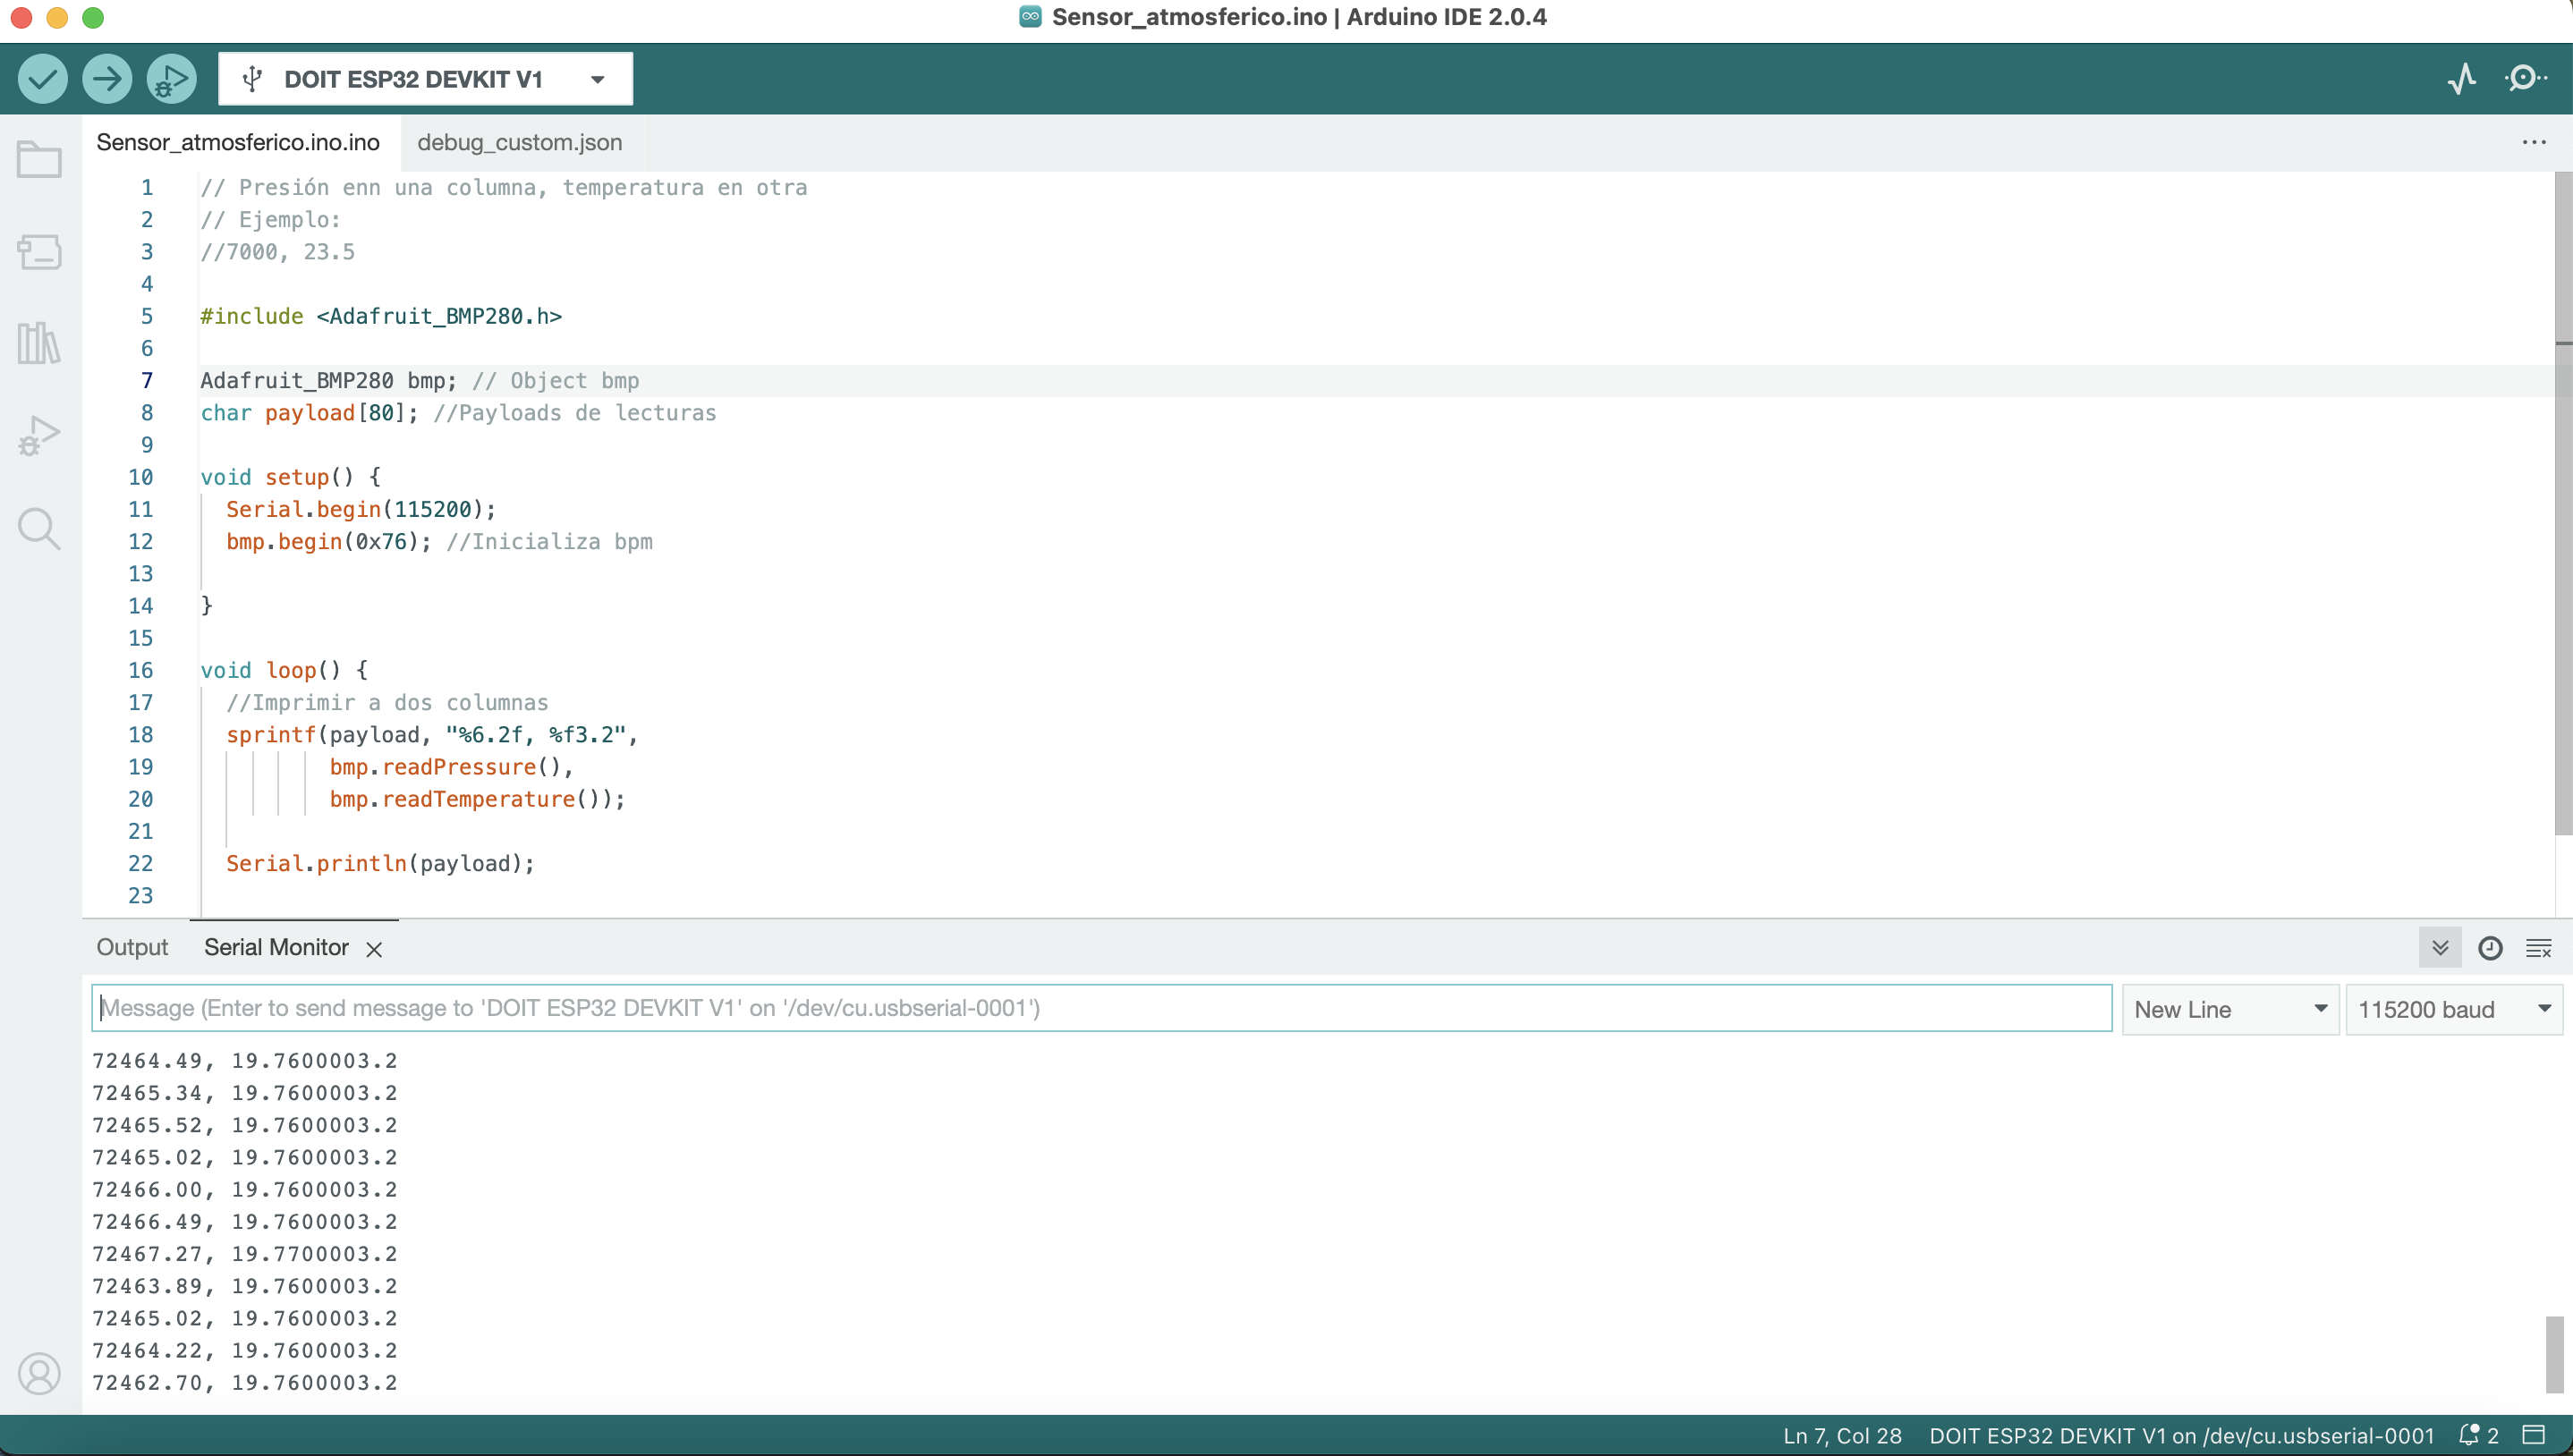 Sensor_atmosferico.ino | Arduino IDE 2.0.4
DOIT ESP32 DEVKIT V1
Sensor_atmosferico.ino.ino debug_custom.json
1 // Presión enn una columna, temperatura en otra
2 // Ejemplo:
3 //7000, 23.5
4
5 #include <Adafruit_BMP280.h>
6
7 Adafruit_BMP280 bmp; // Object bmp
8 char payload[80]; //Payloads de lecturas
9
10 void setup() {
11 Serial.begin(115200);
12 bmp.begin(0x76); //Inicializa bpm
13
14 }
15
16 void loop() {
17 //Imprimir a dos columnas
18 sprintf(payload, "%6.2f, %f3.2",
19 bmp.readPressure(),
20 bmp.readTemperature());
21
22 Serial.println(payload);
23
Output Serial Monitor
Message (Enter to send message to 'DOIT ESP32 DEVKIT V1' on '/dev/cu.usbserial-0001') New Line 115200 baud
72464.49, 19.7600003.2
72465.34, 19.7600003.2
72465.52, 19.7600003.2
72465.02, 19.7600003.2
72466.00, 19.7600003.2
72466.49, 19.7600003.2
72467.27, 19.7700003.2
72463.89, 19.7600003.2
72465.02, 19.7600003.2
72464.22, 19.7600003.2
72462.70, 19.7600003.2
Ln 7, Col 28 DOIT ESP32 DEVKIT V1 on /dev/cu.usbserial-0001 2